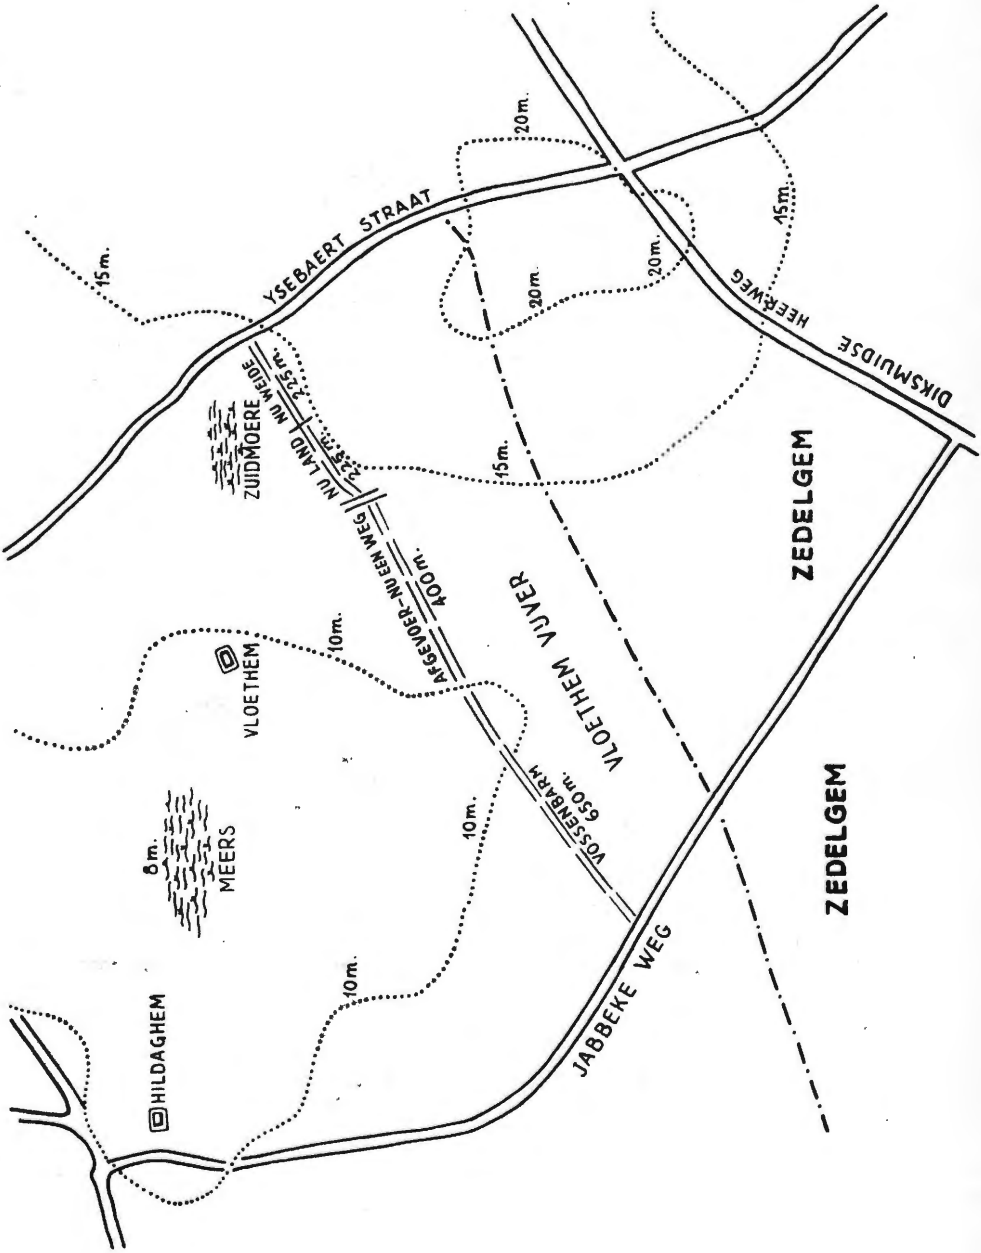 HILDAGHEM
8m.
MEERS
VLOETHEM
ZUIDMOERE
15m.
10m.
10m.
10m.
YSEBAERT STRAAT
JABBEKE WEG
VOSSENBARM
650m.
AFGEVOER-NU EEN WEG
400m.
NU LAND
225m.
NU WEIDE
225m.
VLOETHEM VIJVER
15m.
20m.
20m.
20m.
15m.
DIKSMUIDSE HEERWEG
ZEDELGEM
ZEDELGEM